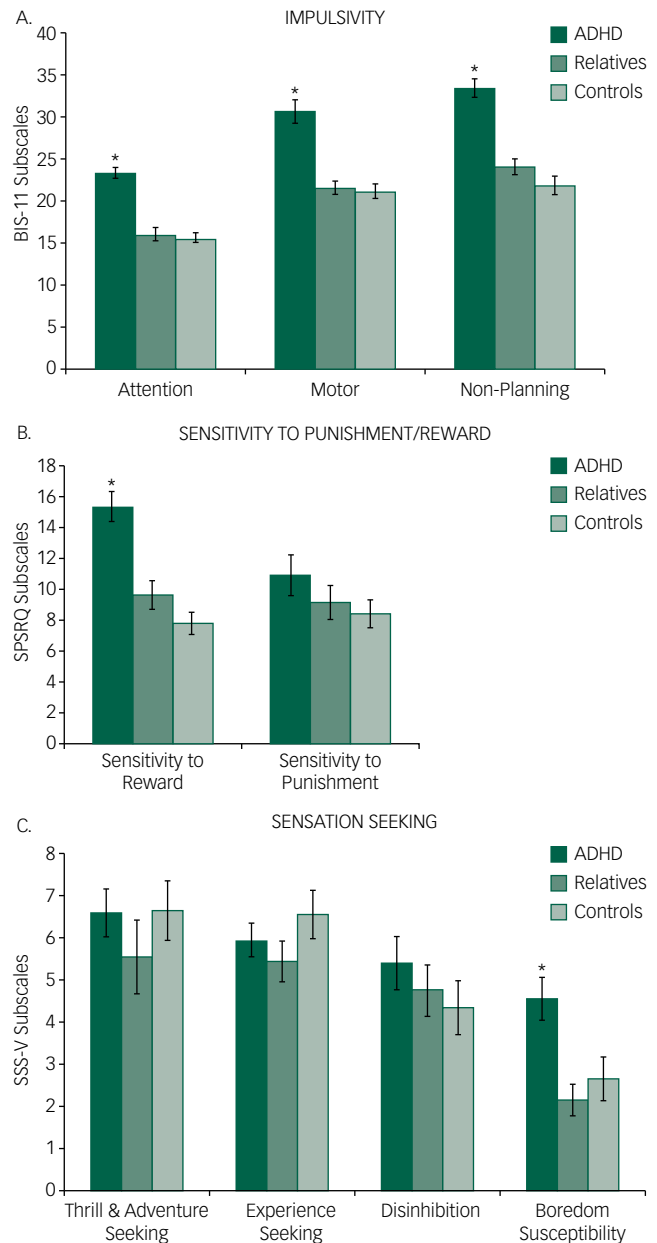 A.
IMPULSIVITY
ADHD
Relatives
Controls
BIS-11 Subscales
40
35
30
25
20
15
10
5
0
*
*
*
Attention
Motor
Non-Planning
B.
SENSITIVITY TO PUNISHMENT/REWARD
ADHD
Relatives
Controls
SPSRQ Subscales
18
16
14
12
10
8
6
4
2
0
*
Sensitivity to
Reward
Sensitivity to
Punishment
C.
SENSATION SEEKING
ADHD
Relatives
Controls
SSS-V Subscales
8
7
6
5
4
3
2
1
0
*
Thrill & Adventure
Seeking
Experience
Seeking
Disinhibition
Boredom
Susceptibility